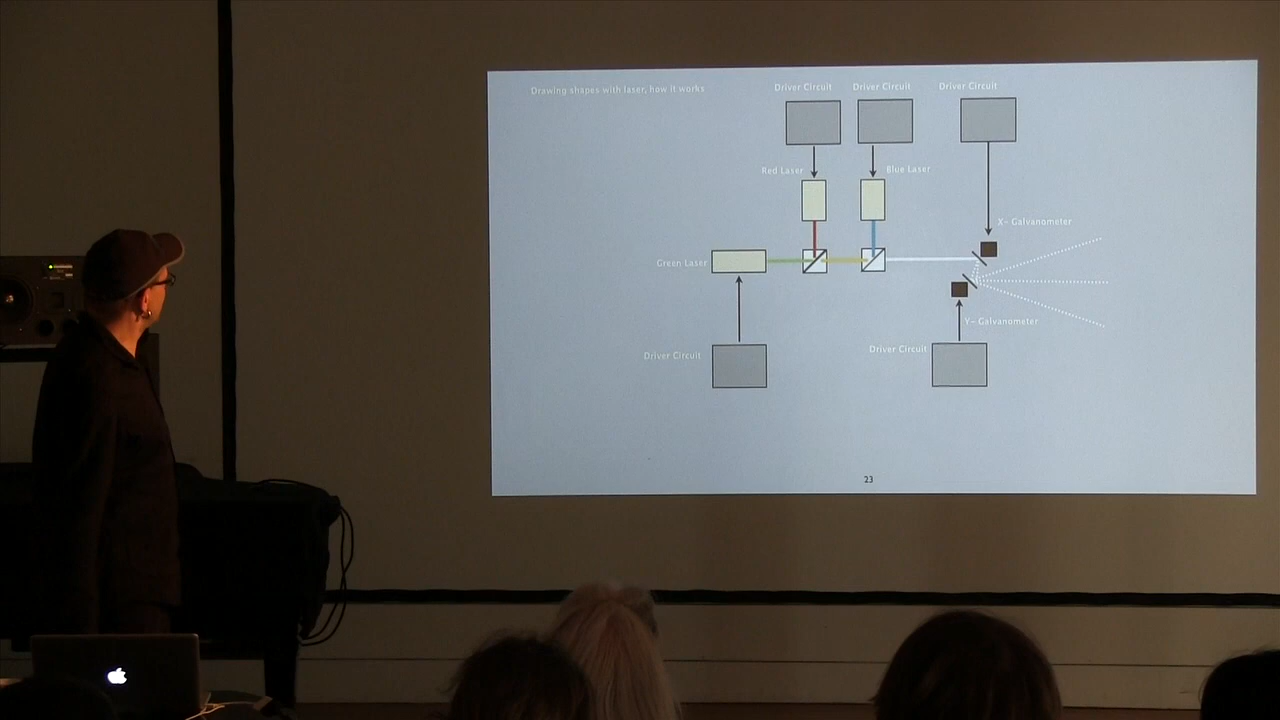 Drawing shapes with laser, how it works
Driver Circuit
Driver Circuit
Driver Circuit
Red Laser
Blue Laser
X- Galvanometer
Green Laser
Y- Galvanometer
Driver Circuit
Driver Circuit
23